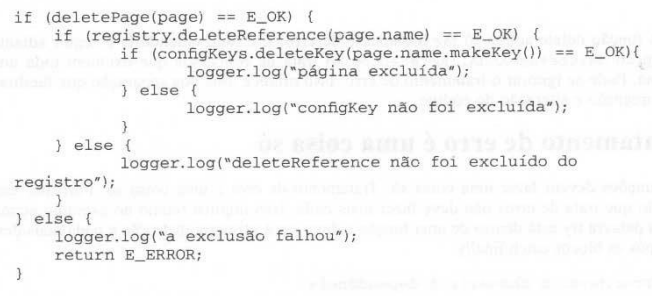 if (deletePage(page) == E_OK) {
if (registry.deleteReference(page.name) == E_OK) {
if (configKeys.deleteKey(page.name.makeKey()) == E_OK){
logger.log("página excluída");
} else {
logger.log("configKey não foi excluída");
}
} else {
logger.log("deleteReference não foi excluído do
registro");
}
} else {
logger.log("a exclusão falhou");
return E_ERROR;
}